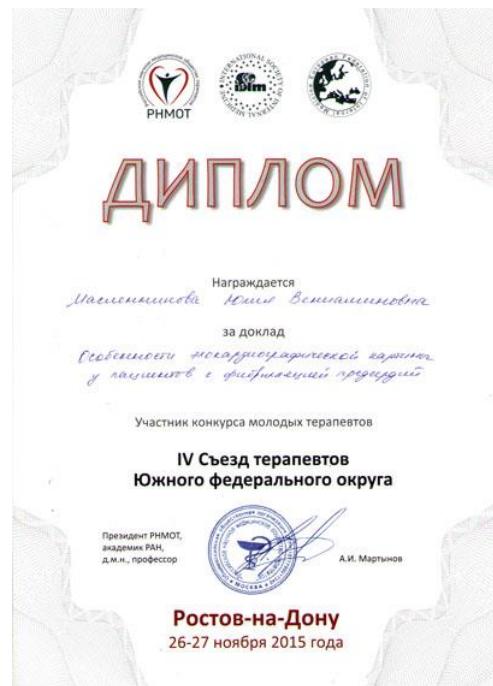 РНМОТ
INTERNATIONAL SOCIETY OF INTERNAL MEDICINE
ДИПЛОМ
Награждается
Масленникова Юлия Вениаминовна
за доклад
Особенности эхокардиографической картины
у пациентов с фибрилляцией предсердий
Участник конкурса молодых терапевтов
IV Съезд терапевтов
Южного федерального округа
Президент РНМОТ,
академик РАН,
д.м.н., профессор
МОСКВА
А.И. Мартынов
Ростов-на-Дону
26-27 ноября 2015 года